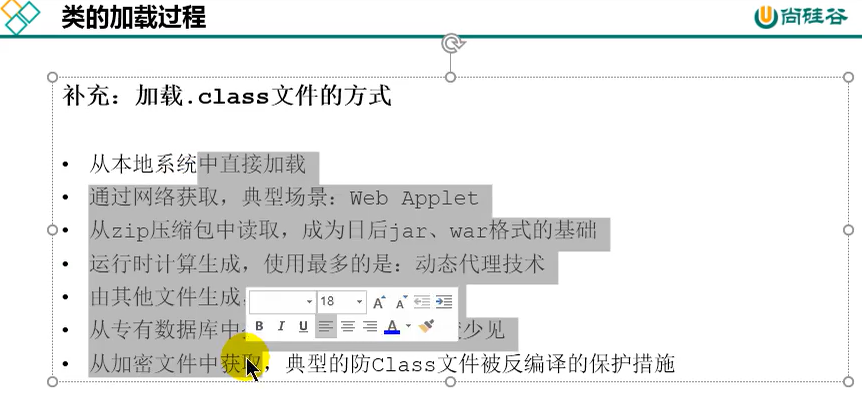 类的加载过程
尚硅谷
补充：加载.class文件的方式
• 从本地系统中直接加载
• 通过网络获取，典型场景：Web Applet
• 从zip压缩包中读取，成为日后jar、war格式的基础
• 运行时计算生成，使用最多的是：动态代理技术
• 由其他文件生成
18
• 从专有数据库中
B I U A
少见
• 从加密文件中获取，典型的防Class文件被反编译的保护措施